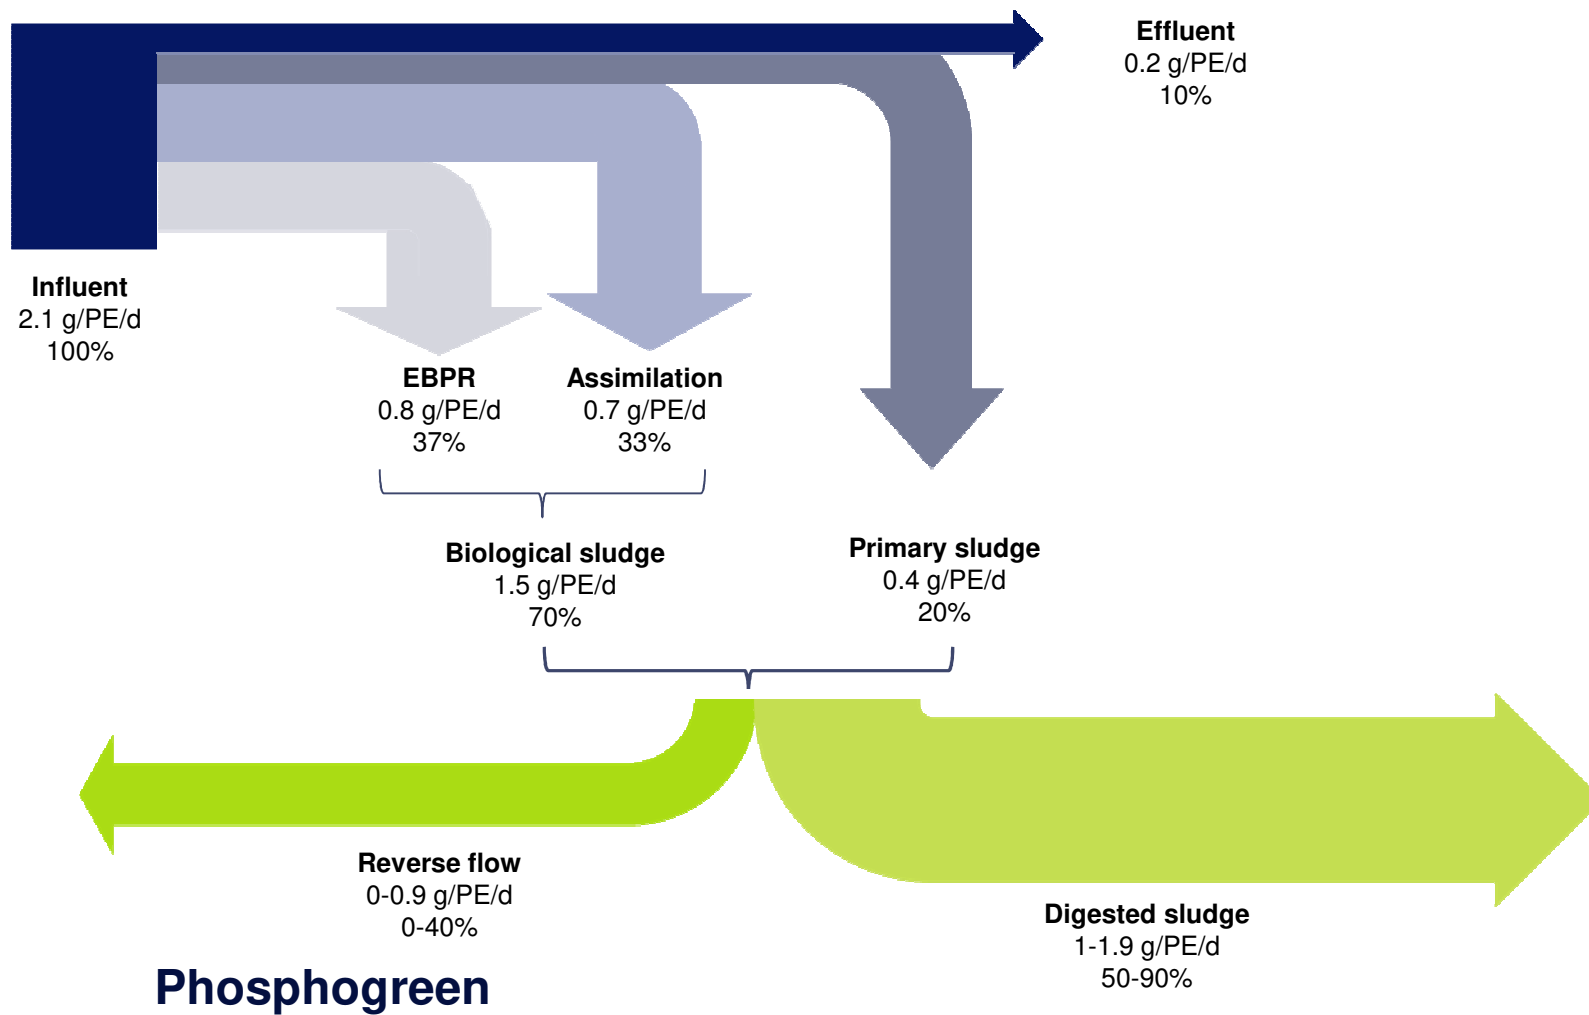 Effluent
0.2 g/PE/d
10%
Influent
2.1 g/PE/d
100%
EBPR
0.8 g/PE/d
37%
Assimilation
0.7 g/PE/d
33%
Biological sludge
1.5 g/PE/d
70%
Primary sludge
0.4 g/PE/d
20%
Reverse flow
0-0.9 g/PE/d
0-40%
Digested sludge
1-1.9 g/PE/d
50-90%
Phosphogreen